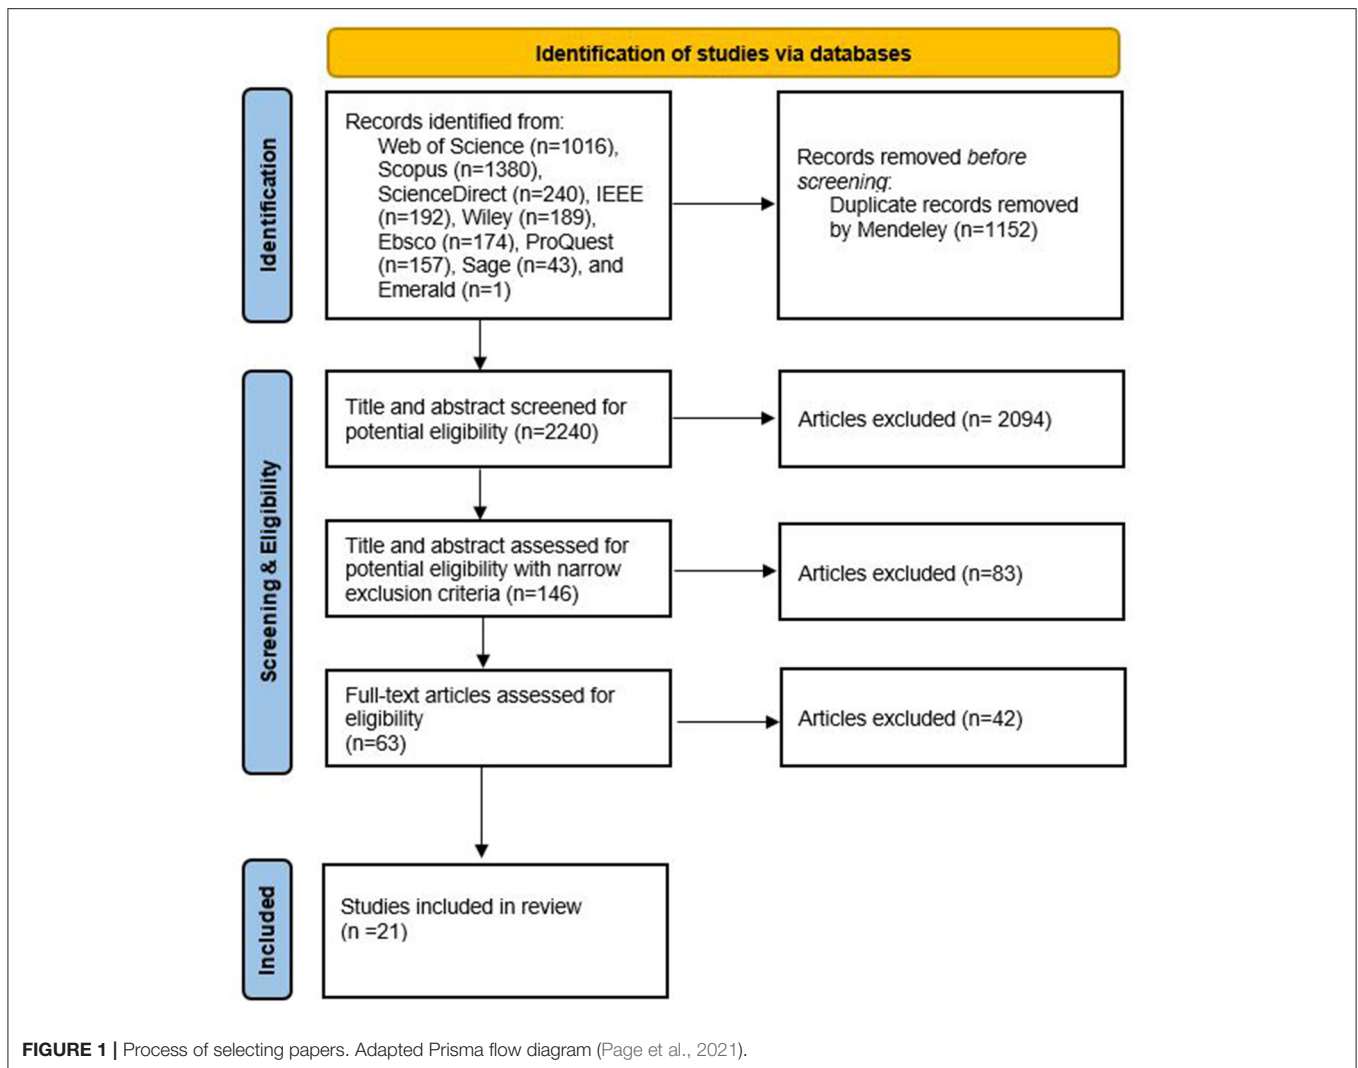 Identification of studies via databases
Identification
Records identified from:
Web of Science (n=1016),
Scopus (n=1380),
ScienceDirect (n=240), IEEE
(n=192), Wiley (n=189),
Ebsco (n=174), ProQuest
(n=157), Sage (n=43), and
Emerald (n=1)
Records removed before
screening:
Duplicate records removed
by Mendeley (n=1152)
Screening & Eligibility
Title and abstract screened for
potential eligibility (n=2240)
Articles excluded (n= 2094)
Title and abstract assessed for
potential eligibility with narrow
exclusion criteria (n=146)
Articles excluded (n=83)
Full-text articles assessed for
eligibility
(n=63)
Articles excluded (n=42)
Included
Studies included in review
(n =21)
FIGURE 1 | Process of selecting papers. Adapted Prisma flow diagram (Page et al., 2021).